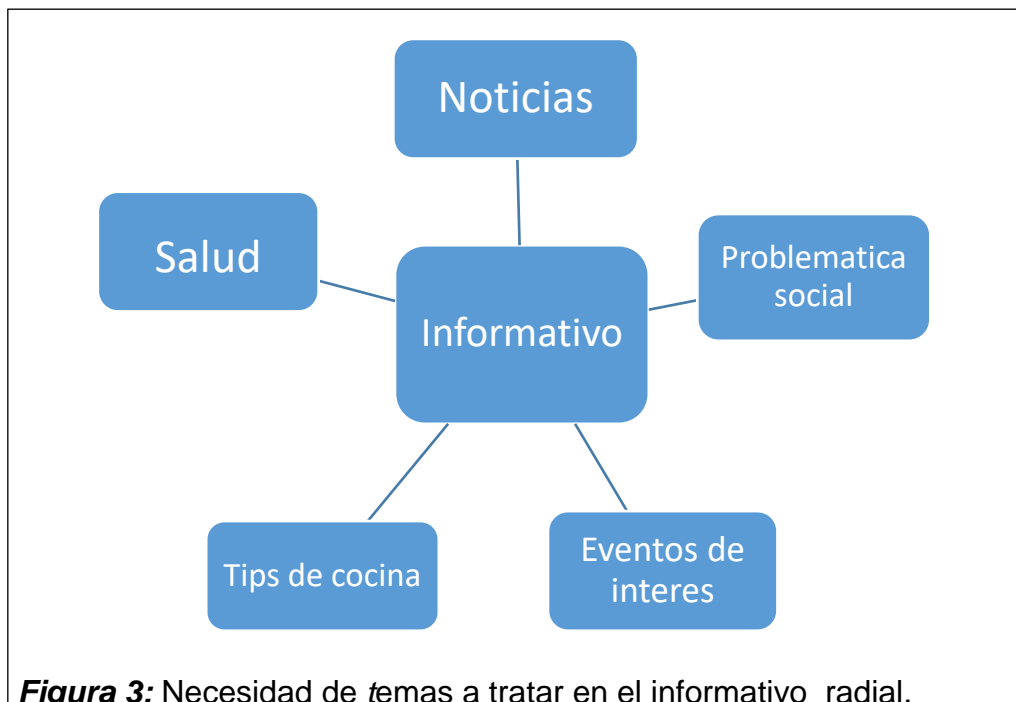 Noticias
Salud
Problematica
social
Informativo
Tips de cocina
Eventos de
interes
Figura 3: Necesidad de temas a tratar en el informativo radial.